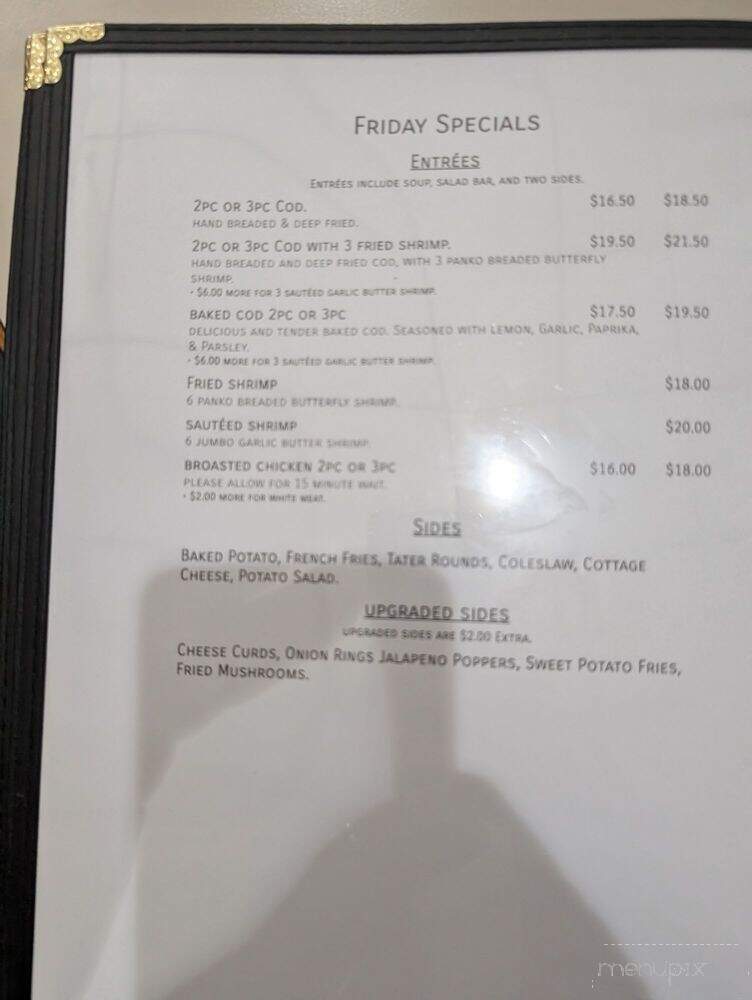 Friday Specials
Entrées
Entrées include soup, salad bar, and two sides.
2pc or 3pc Cod. $16.50 $18.50
hand breaded & deep fried.
2pc or 3pc Cod with 3 fried shrimp. $19.50 $21.50
hand breaded and deep fried cod, with 3 panko breaded butterfly
shrimp.
• $6.00 more for 3 sautéed garlic butter shrimp.
baked cod 2pc or 3pc $17.50 $19.50
delicious and tender baked cod. Seasoned with lemon, Garlic, Paprika,
& Parsley.
• $6.00 more for 3 sautéed garlic butter shrimp.
Fried shrimp $18.00
6 panko breaded butterfly shrimp.
sautéed shrimp $20.00
6 jumbo garlic butter shrimp.
broasted chicken 2pc or 3pc $16.00 $18.00
please allow for 15 minute wait.
• $2.00 more for white meat.
Sides
Baked Potato, French Fries, Tater Rounds, Coleslaw, Cottage
Cheese, Potato Salad.
upgraded sides
upgraded sides are $2.00 Extra.
Cheese Curds, Onion Rings Jalapeno Poppers, Sweet Potato Fries,
Fried Mushrooms.
menupix